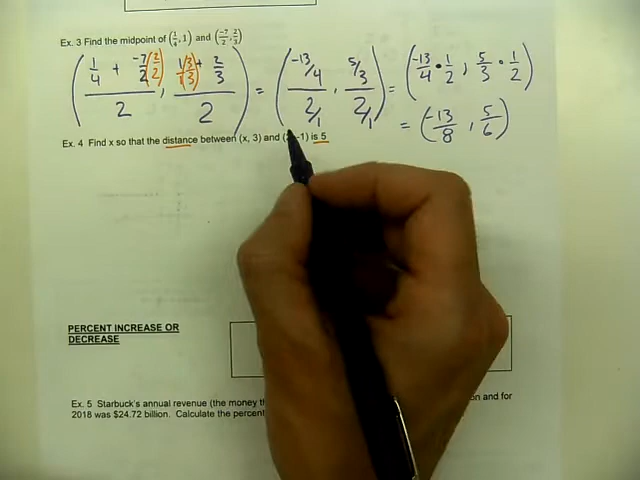 Ex. 3 Find the midpoint of (1/4, 1) and (-7/2, 2/3)
((1/4 + -7/2 (2/2))/2, (1 (3/3) + 2/3)/2) = ((-13/4)/(2/1), (5/3)/(2/1)) = (-13/4 • 1/2, 5/3 • 1/2)
= (-13/8, 5/6)
Ex. 4 Find x so that the distance between (x, 3) and ( -1) is 5
PERCENT INCREASE OR
DECREASE
Ex. 5 Starbuck's annual revenue (the money and for
2018 was $24.72 billion. Calculate the percent